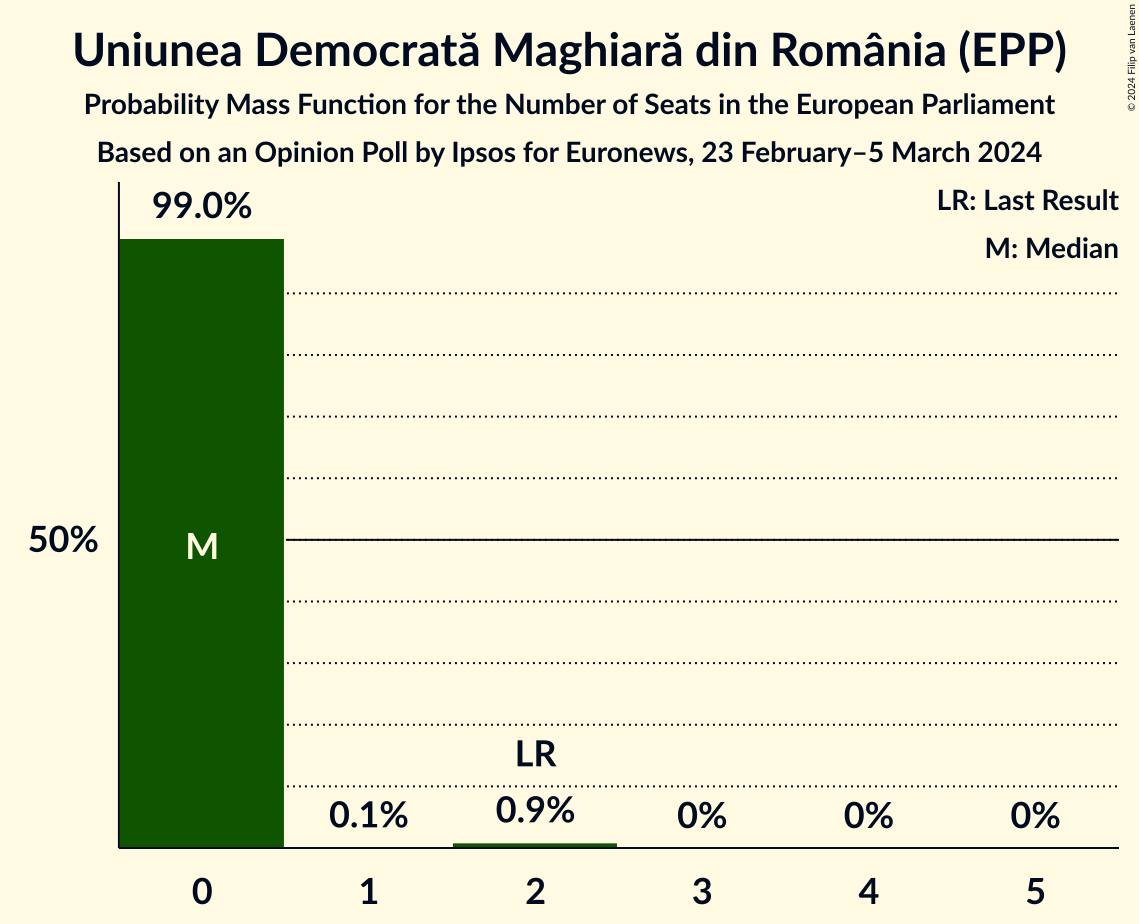 Uniunea Democrată Maghiară din România (EPP)
Probability Mass Function for the Number of Seats in the European Parliament
Based on an Opinion Poll by Ipsos for Euronews, 23 February–5 March 2024
© 2024 Filip van Laenen
LR: Last Result
M: Median
99.0%
50%
M
LR
0.1%
0.9%
0%
0%
0%
0
1
2
3
4
5